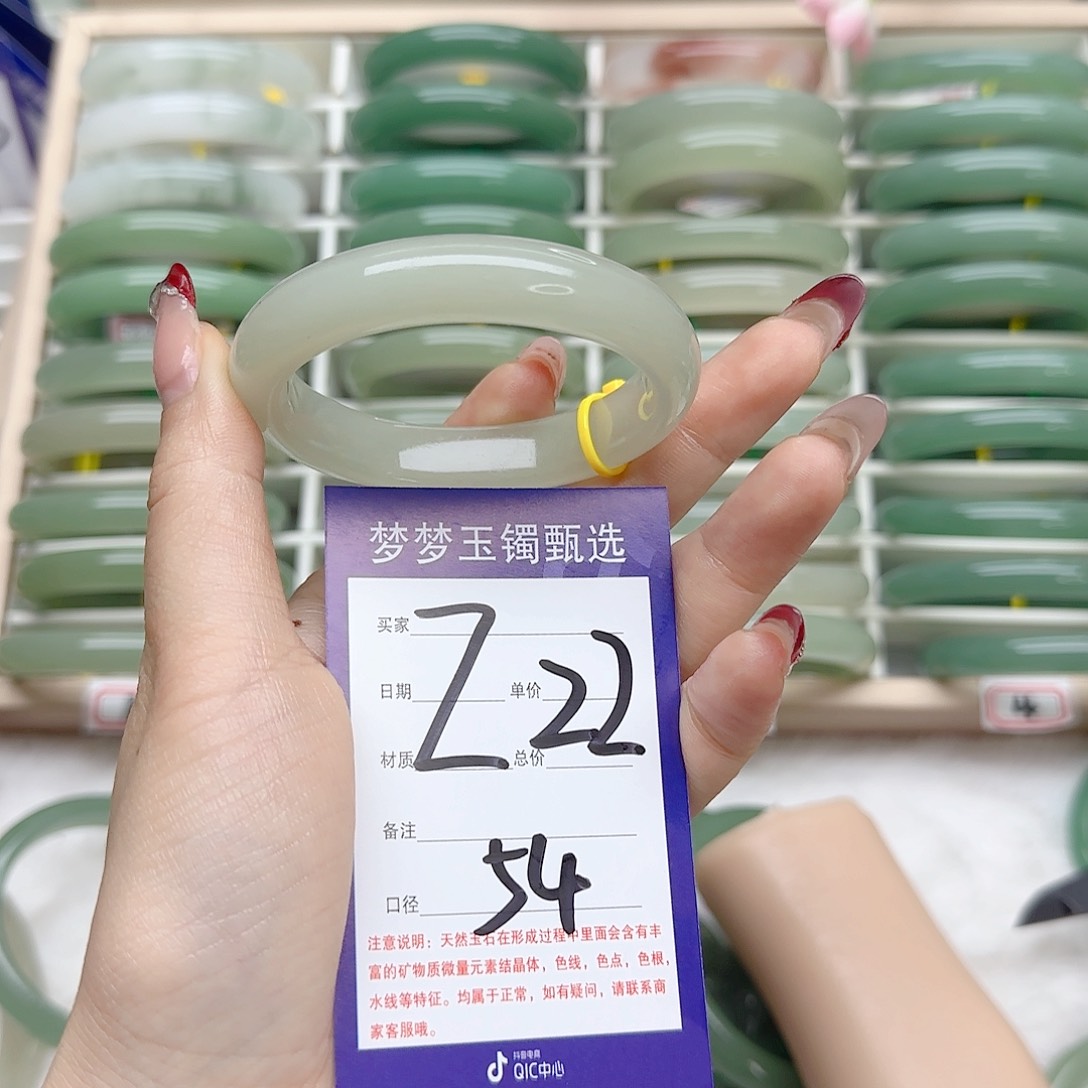 梦梦玉镯甄选
买家
Z22
日期 单价
材质 总价
备注
口径 54
注意说明：天然玉石在形成过程中里面会含有丰
富的矿物质微量元素结晶体，色线，色点，色根，
水线等特征。均属于正常，如有疑问，请联系商
家客服哦。
抖音电商
QIC中心
4